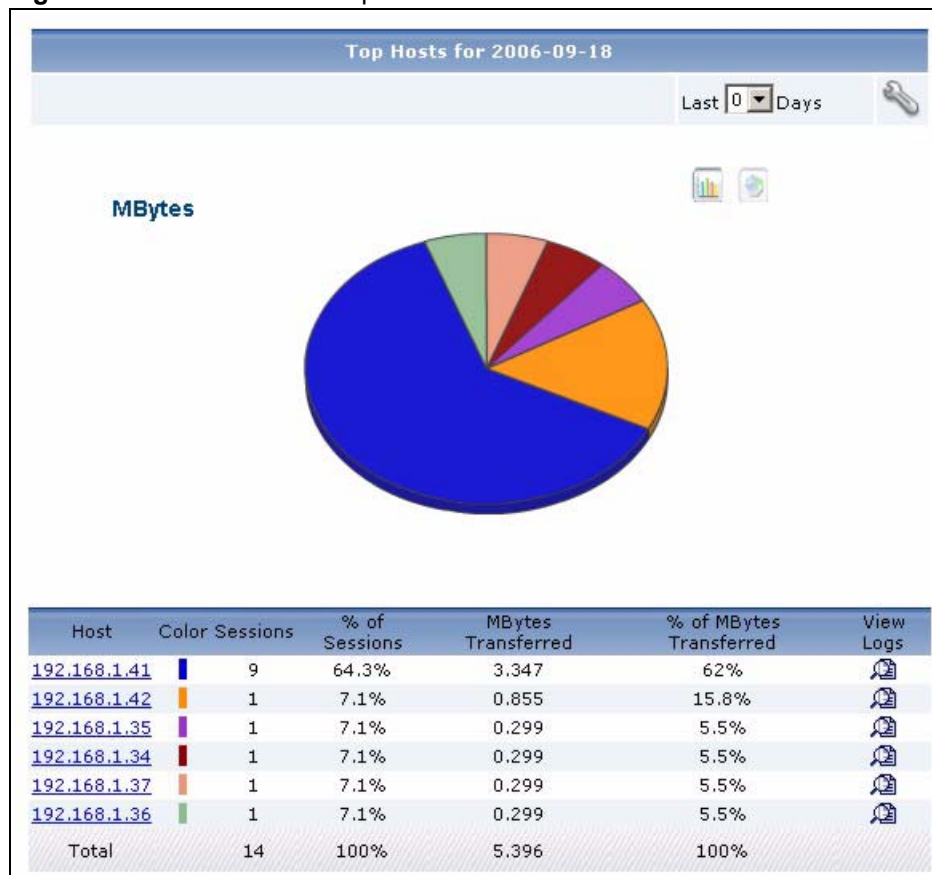 Top Hosts for 2006-09-18
Last 0 Days
MBytes
Host Color Sessions % of Sessions MBytes Transferred % of MBytes Transferred View Logs
192.168.1.41 9 64.3% 3.347 62%
192.168.1.42 1 7.1% 0.855 15.8%
192.168.1.35 1 7.1% 0.299 5.5%
192.168.1.34 1 7.1% 0.299 5.5%
192.168.1.37 1 7.1% 0.299 5.5%
192.168.1.36 1 7.1% 0.299 5.5%
Total 14 100% 5.396 100%